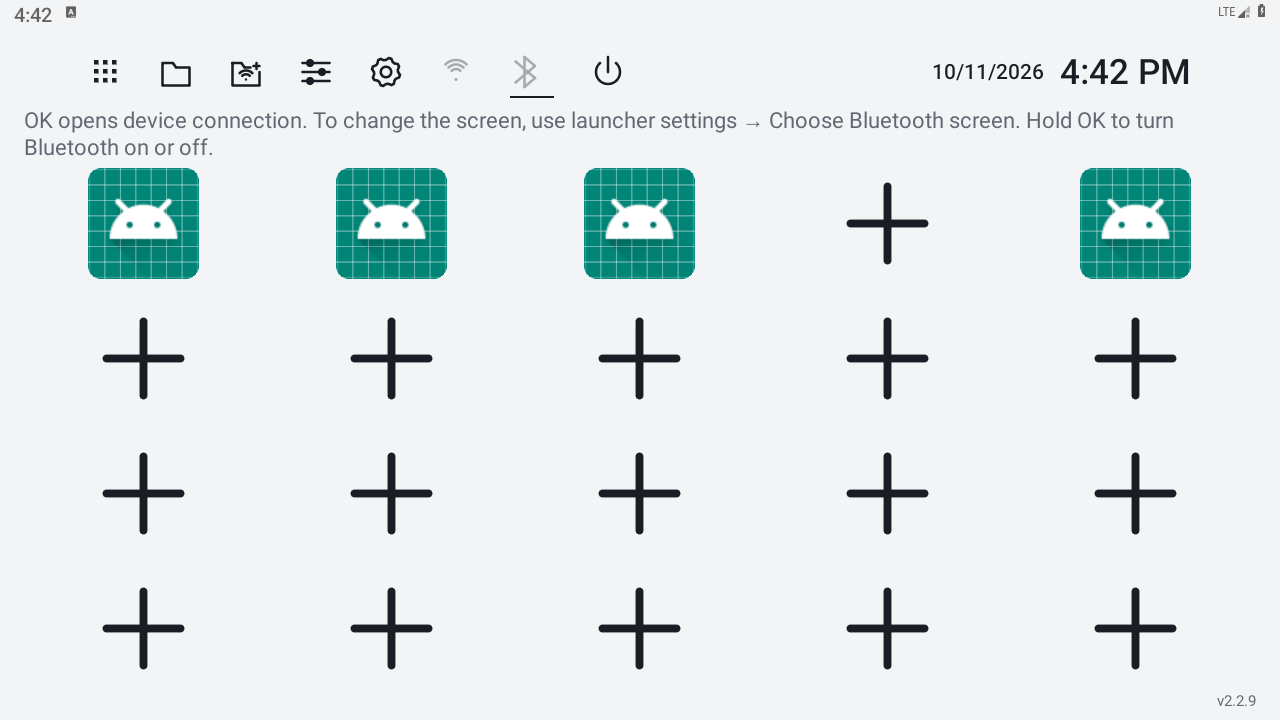 4:42
LTE
10/11/2026 4:42 PM
OK opens device connection. To change the screen, use launcher settings → Choose Bluetooth screen. Hold OK to turn
Bluetooth on or off.
v2.2.9